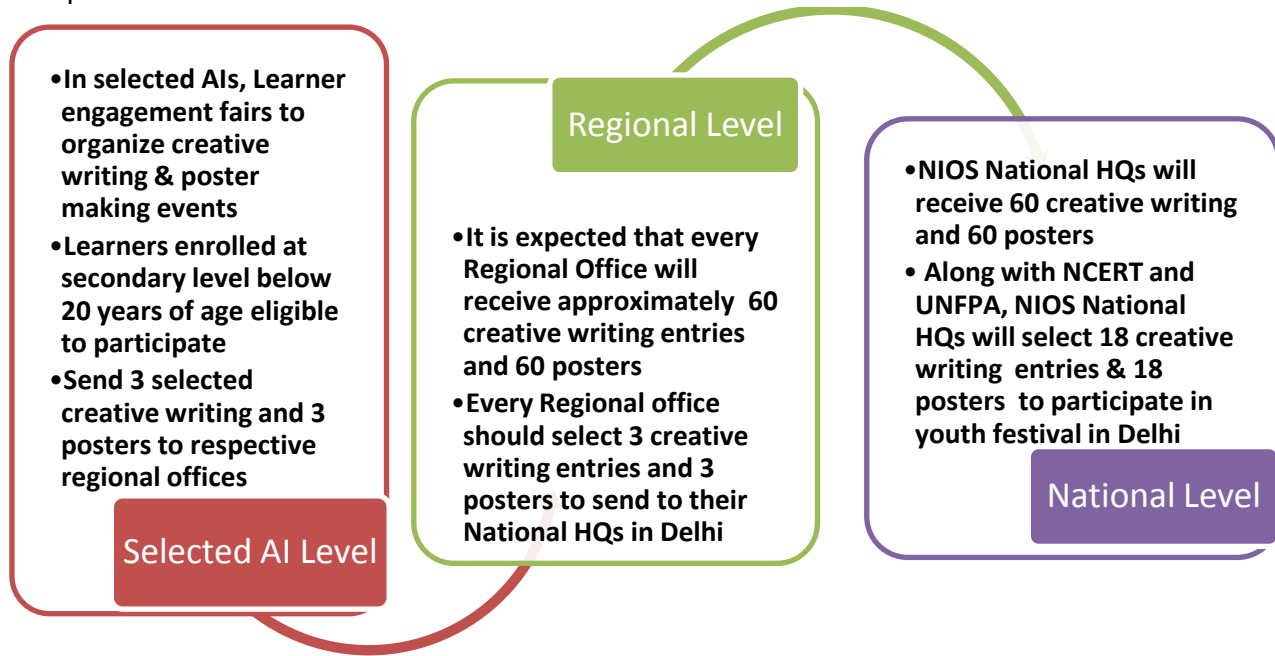 •In selected AIs, Learner
engagement fairs to
organize creative
writing & poster
making events
•Learners enrolled at
secondary level below
20 years of age eligible
to participate
•Send 3 selected
creative writing and 3
posters to respective
regional offices
Selected AI Level
Regional Level
•It is expected that every
Regional Office will
receive approximately 60
creative writing entries
and 60 posters
•Every Regional office
should select 3 creative
writing entries and 3
posters to send to their
National HQs in Delhi
•NIOS National HQs will
receive 60 creative writing
and 60 posters
• Along with NCERT and
UNFPA, NIOS National
HQs will select 18 creative
writing entries & 18
posters to participate in
youth festival in Delhi
National Level